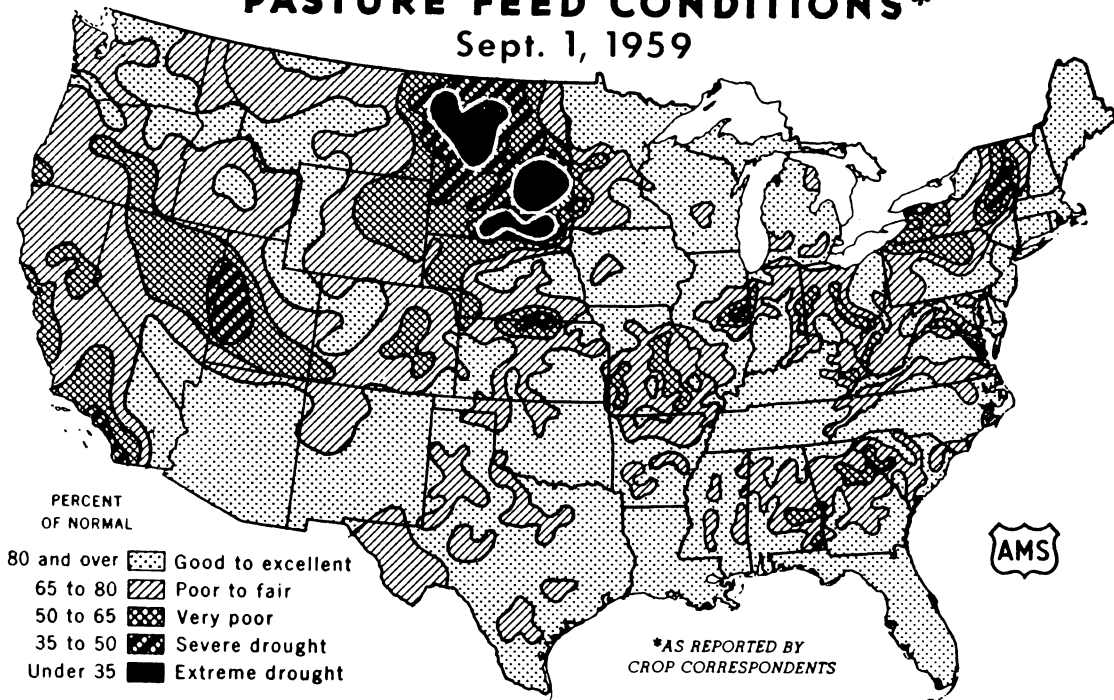 PASTURE FEED CONDITIONS*
Sept. 1, 1959
PERCENT
OF NORMAL
80 and over Good to excellent
65 to 80 Poor to fair
50 to 65 Very poor
35 to 50 Severe drought
Under 35 Extreme drought
AMS
*AS REPORTED BY
CROP CORRESPONDENTS